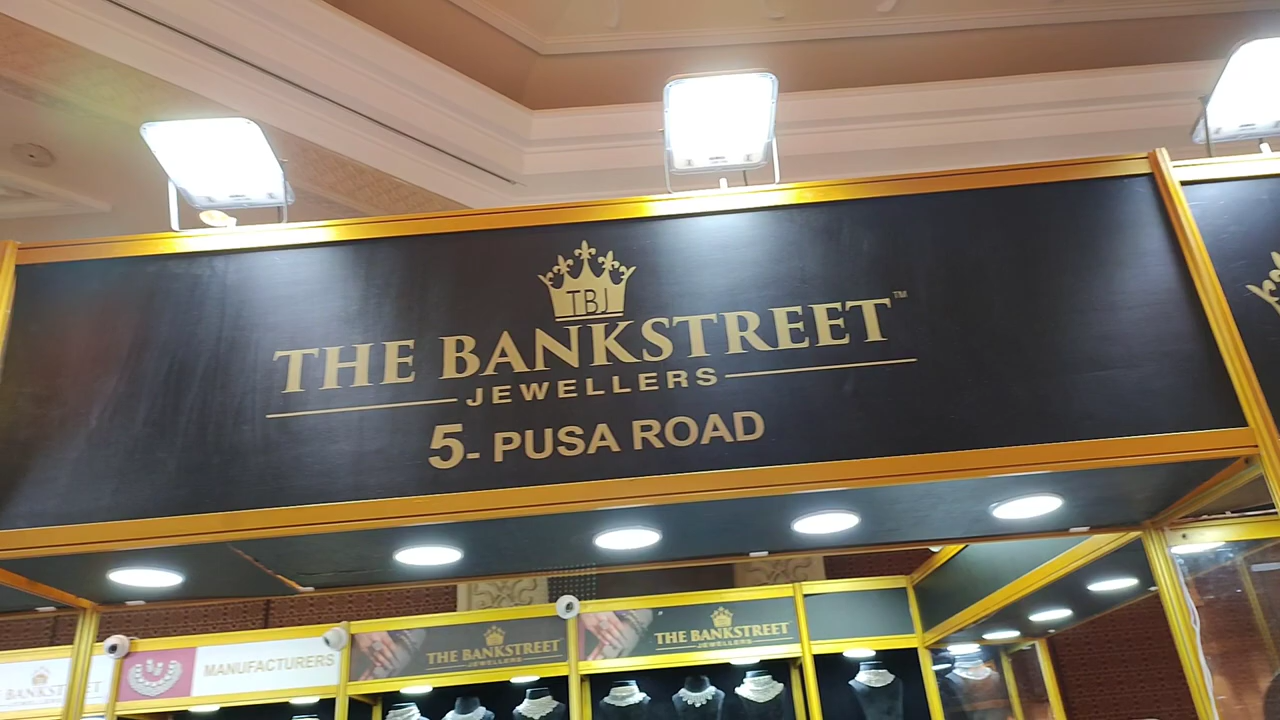 TBJ
THE BANKSTREET™
JEWELLERS
5- PUSA ROAD
THE BANKSTREET
JEWELLERS
THE BANKSTREET
JEWELLERS
MANUFACTURERS